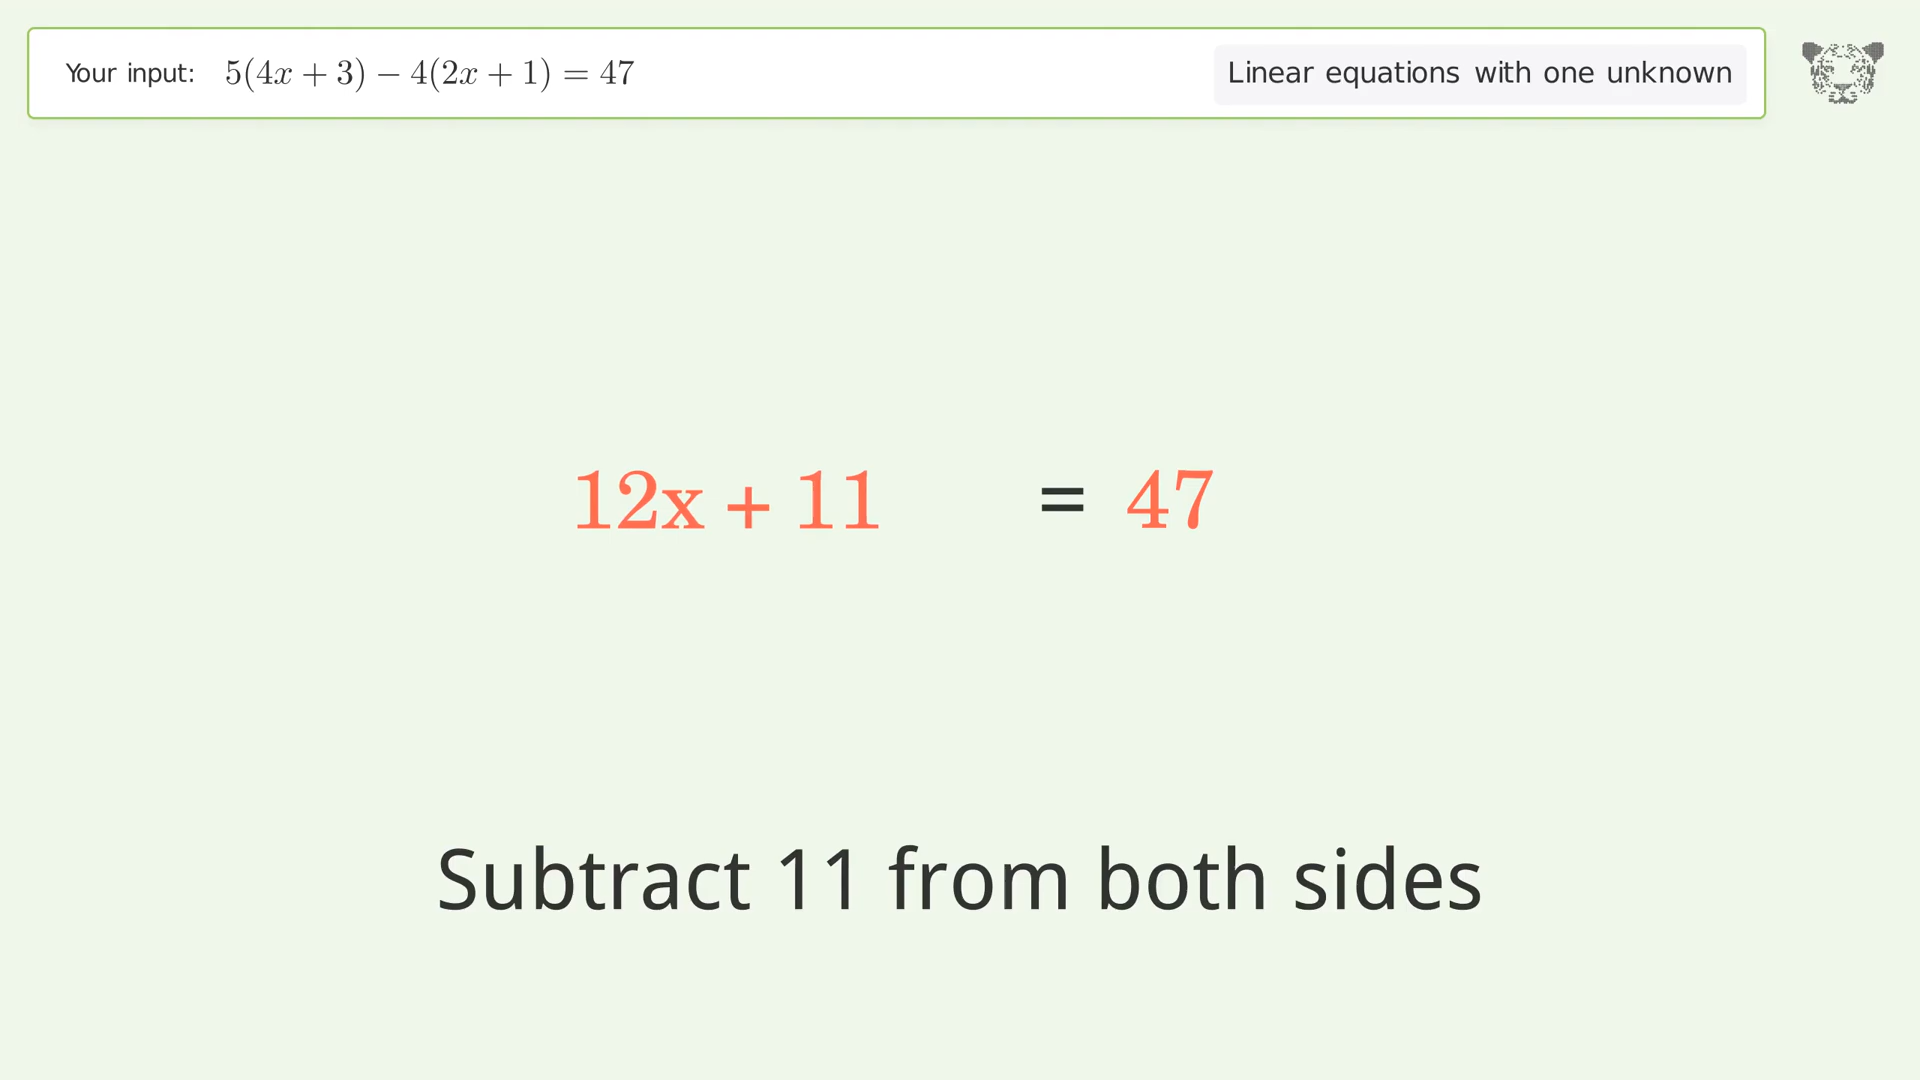 Your input: 5(4x + 3) − 4(2x + 1) = 47
Linear equations with one unknown
12x + 11 = 47
Subtract 11 from both sides